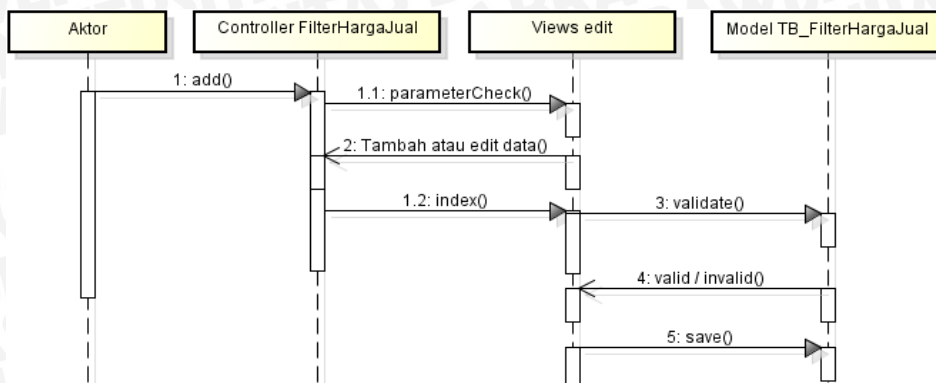 Aktor
Controller FilterHargaJual
Views edit
Model TB_FilterHargaJual
1: add()
1.1: parameterCheck()
2: Tambah atau edit data()
1.2: index()
3: validate()
4: valid / invalid()
5: save()